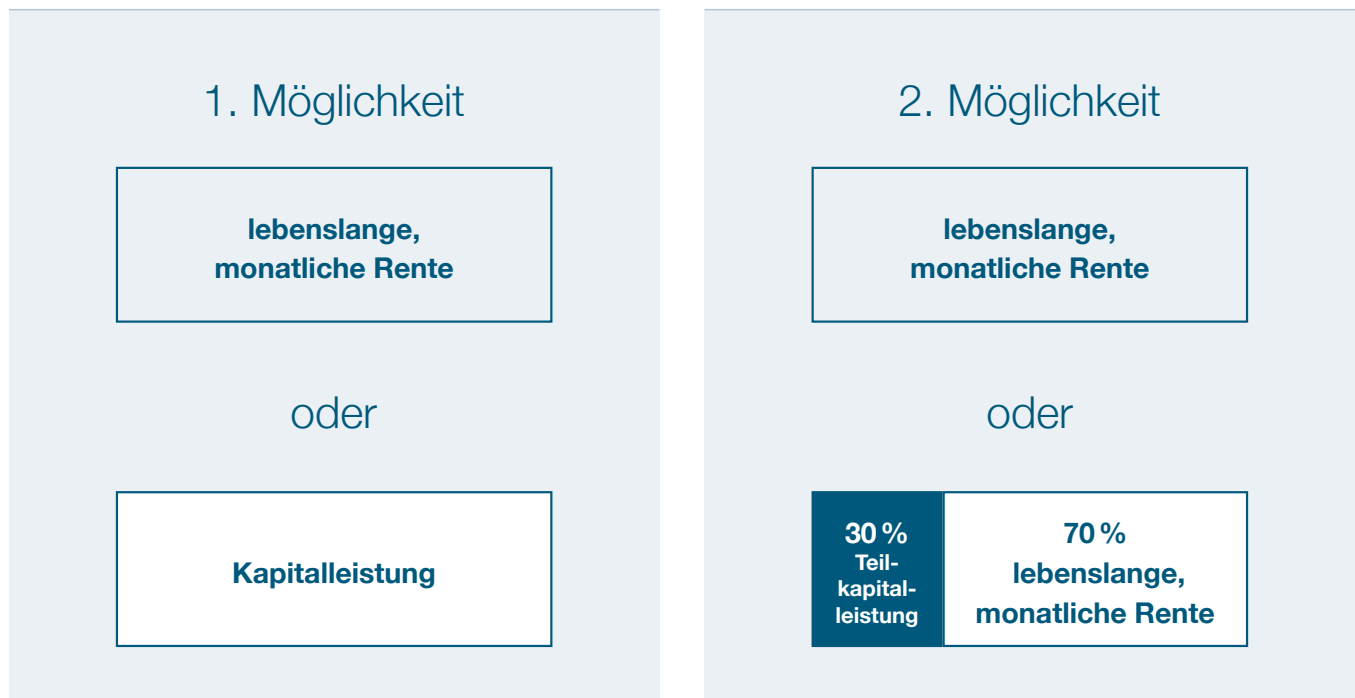 1. Möglichkeit
lebenslange,
monatliche Rente
oder
Kapitalleistung
2. Möglichkeit
lebenslange,
monatliche Rente
oder
30 %
Teil-
kapital-
leistung
70 %
lebenslange,
monatliche Rente